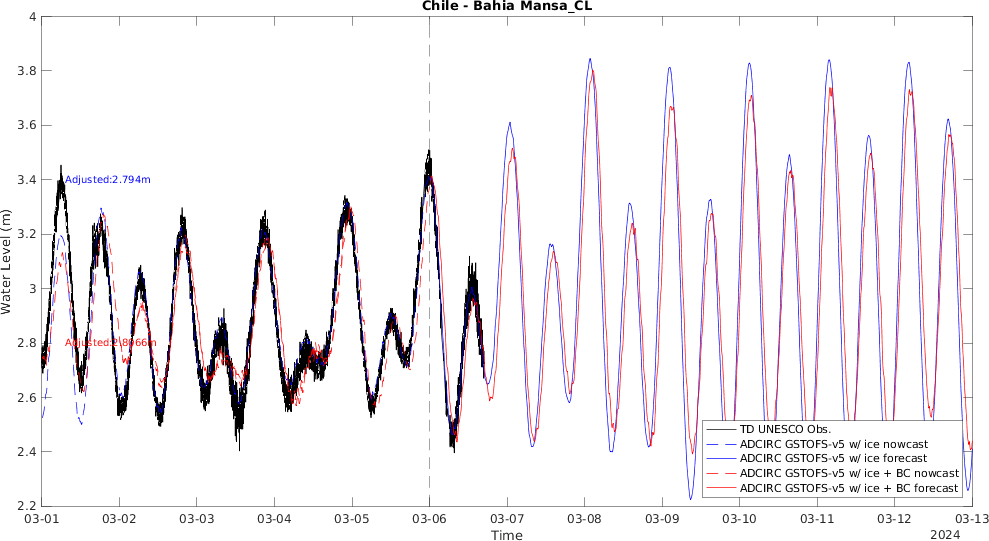 Chile - Bahia Mansa_CL
4
3.8
3.6
3.4
3.2
3
2.8
2.6
2.4
2.2
Water Level (m)
Adjusted:2.794m
Adjusted:2.8066m
TD UNESCO Obs.
ADCIRC GSTOFS-v5 w/ ice nowcast
ADCIRC GSTOFS-v5 w/ ice forecast
ADCIRC GSTOFS-v5 w/ ice + BC nowcast
ADCIRC GSTOFS-v5 w/ ice + BC forecast
03-01 03-02 03-03 03-04 03-05 03-06 03-07 03-08 03-09 03-10 03-11 03-12 03-13
Time
2024